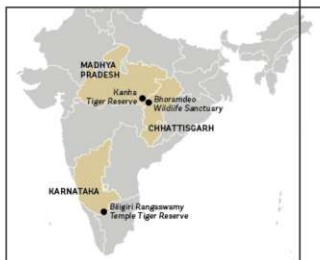 MADHYA
PRADESH
Kanha
Tiger Reserve
Bhoramdeo
Wildlife Sanctuary
CHHATTISGARH
KARNATAKA
Biligiri Rangaswamy
Temple Tiger Reserve